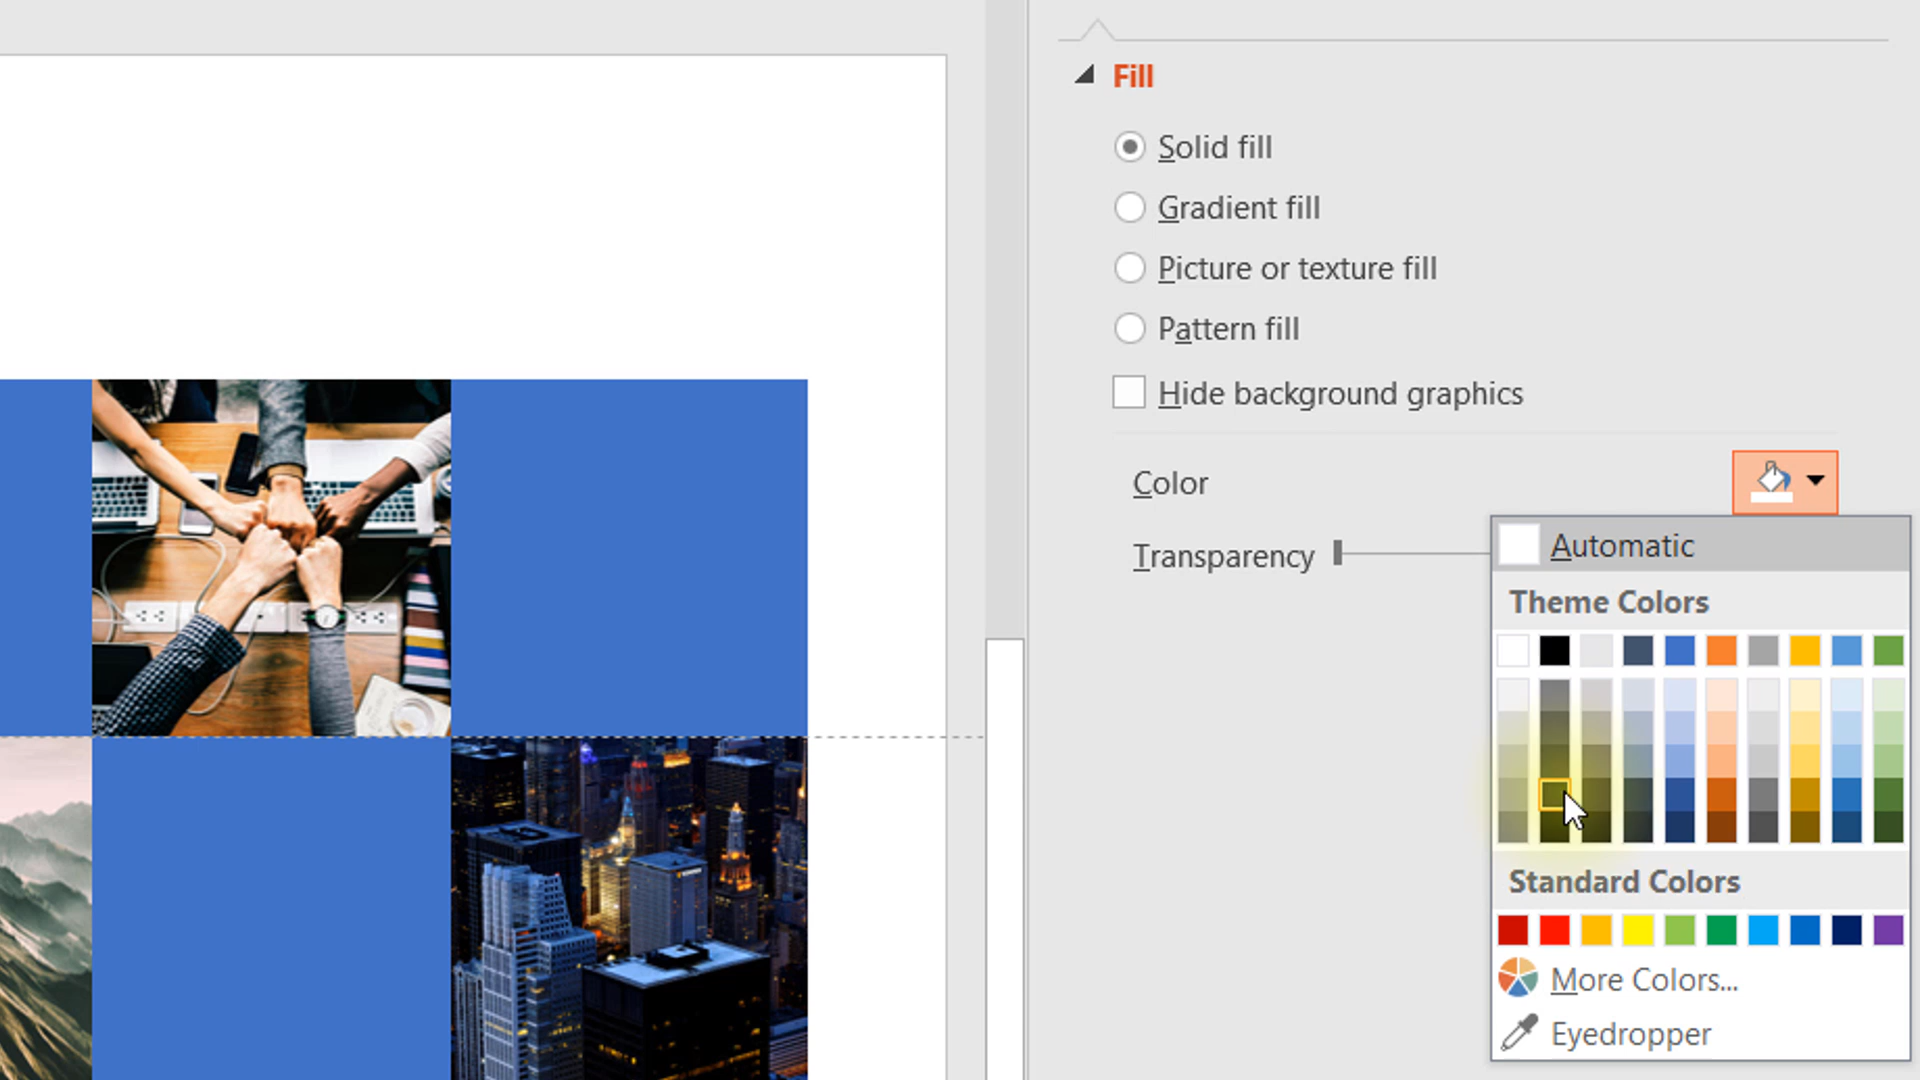 Fill
Solid fill
Gradient fill
Picture or texture fill
Pattern fill
Hide background graphics
Color
Transparency
Automatic
Theme Colors
Standard Colors
More Colors...
Eyedropper